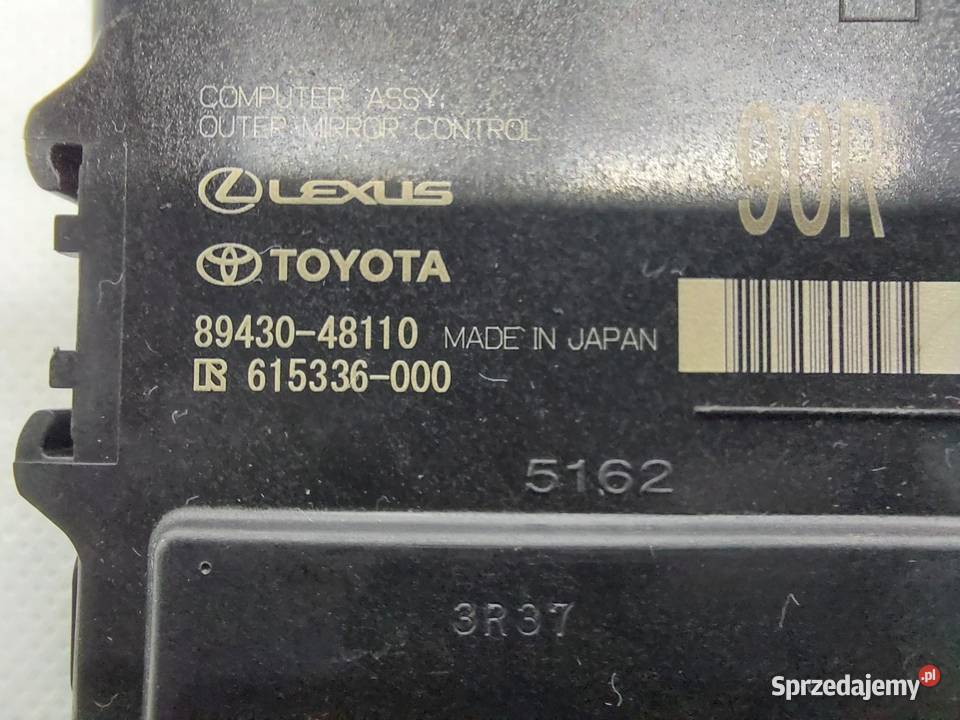 COMPUTER ASSY,
OUTER MIRROR CONTROL
LEXUS
90R
TOYOTA
89430-48110 MADE IN JAPAN
615336-000
5162
3R37
Sprzedajemy.pl